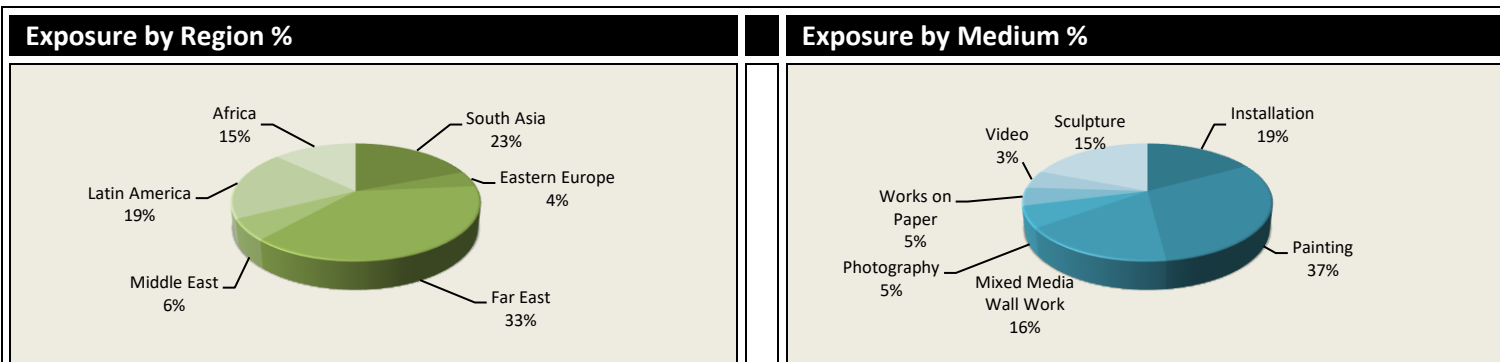 Exposure by Region %
Africa
15%
South Asia
23%
Eastern Europe
4%
Latin America
19%
Middle East
6%
Far East
33%
Exposure by Medium %
Sculpture
15%
Installation
19%
Video
3%
Works on
Paper
5%
Painting
37%
Photography
5%
Mixed Media
Wall Work
16%